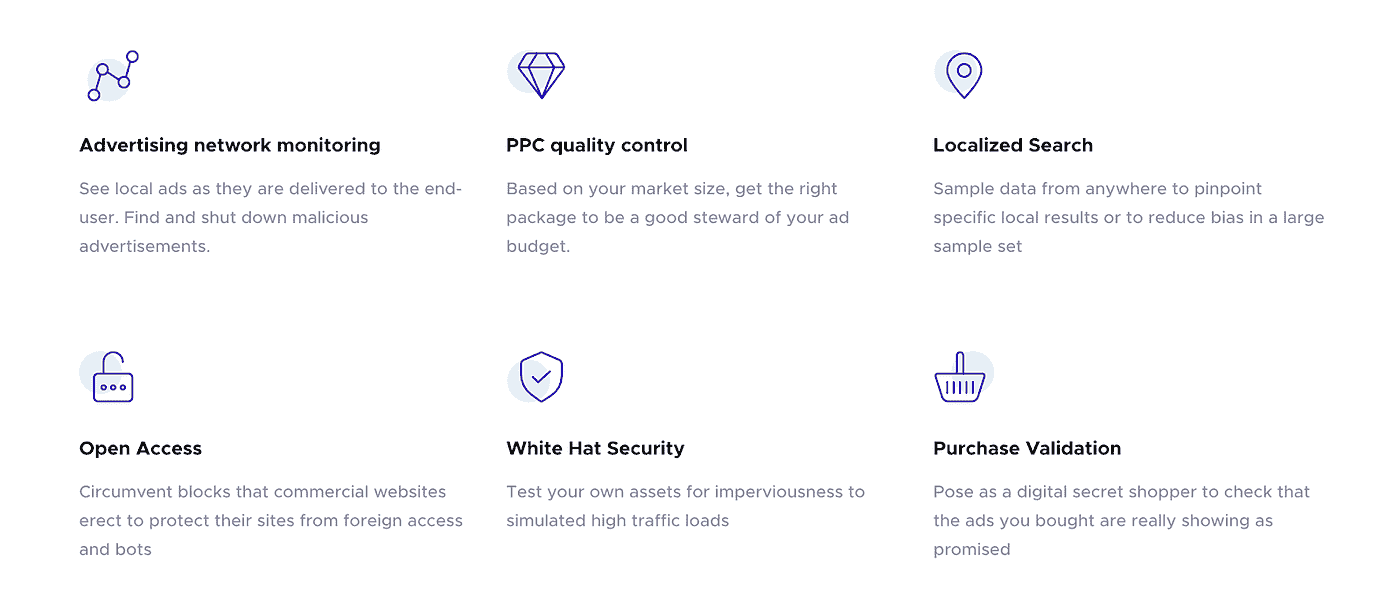 Advertising network monitoring
See local ads as they are delivered to the end-
user. Find and shut down malicious
advertisements.
PPC quality control
Based on your market size, get the right
package to be a good steward of your ad
budget.
Localized Search
Sample data from anywhere to pinpoint
specific local results or to reduce bias in a large
sample set
Open Access
Circumvent blocks that commercial websites
erect to protect their sites from foreign access
and bots
White Hat Security
Test your own assets for imperviousness to
simulated high traffic loads
Purchase Validation
Pose as a digital secret shopper to check that
the ads you bought are really showing as
promised